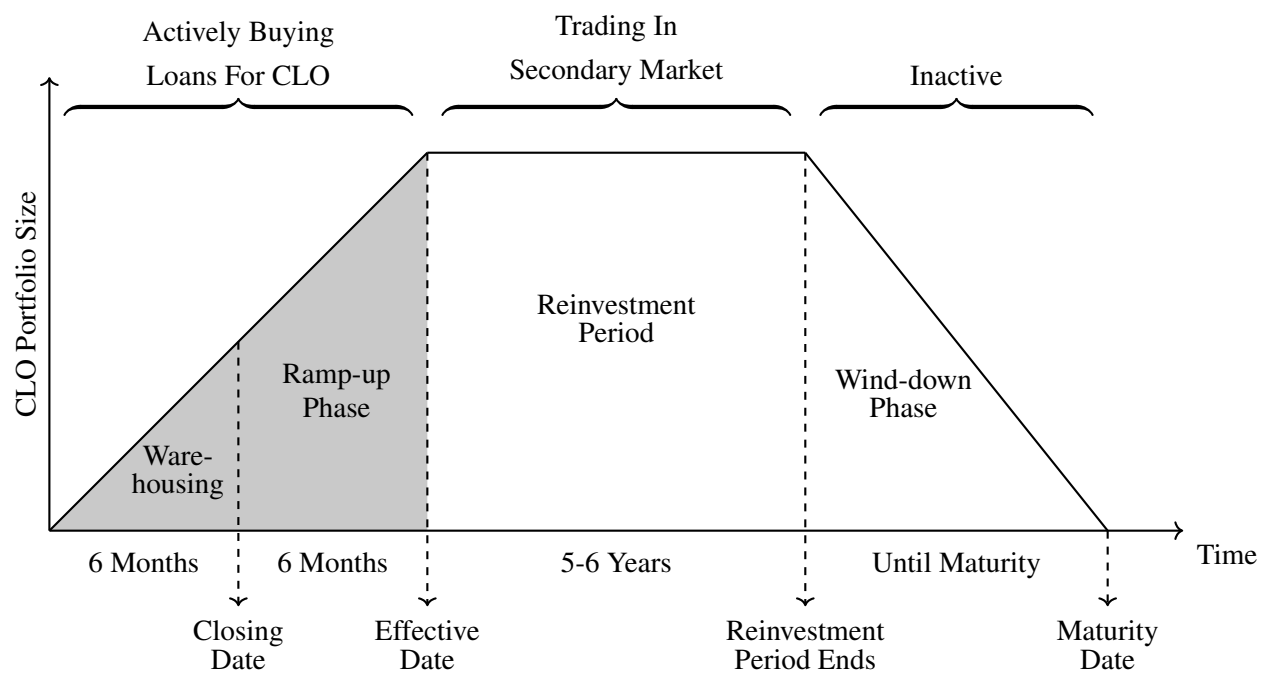 Actively Buying
Loans For CLO
Trading In
Secondary Market
Inactive
CLO Portfolio Size
Reinvestment
Period
Ramp-up
Phase
Wind-down
Phase
Ware-
housing
6 Months
6 Months
5-6 Years
Until Maturity
Time
Closing
Date
Effective
Date
Reinvestment
Period Ends
Maturity
Date